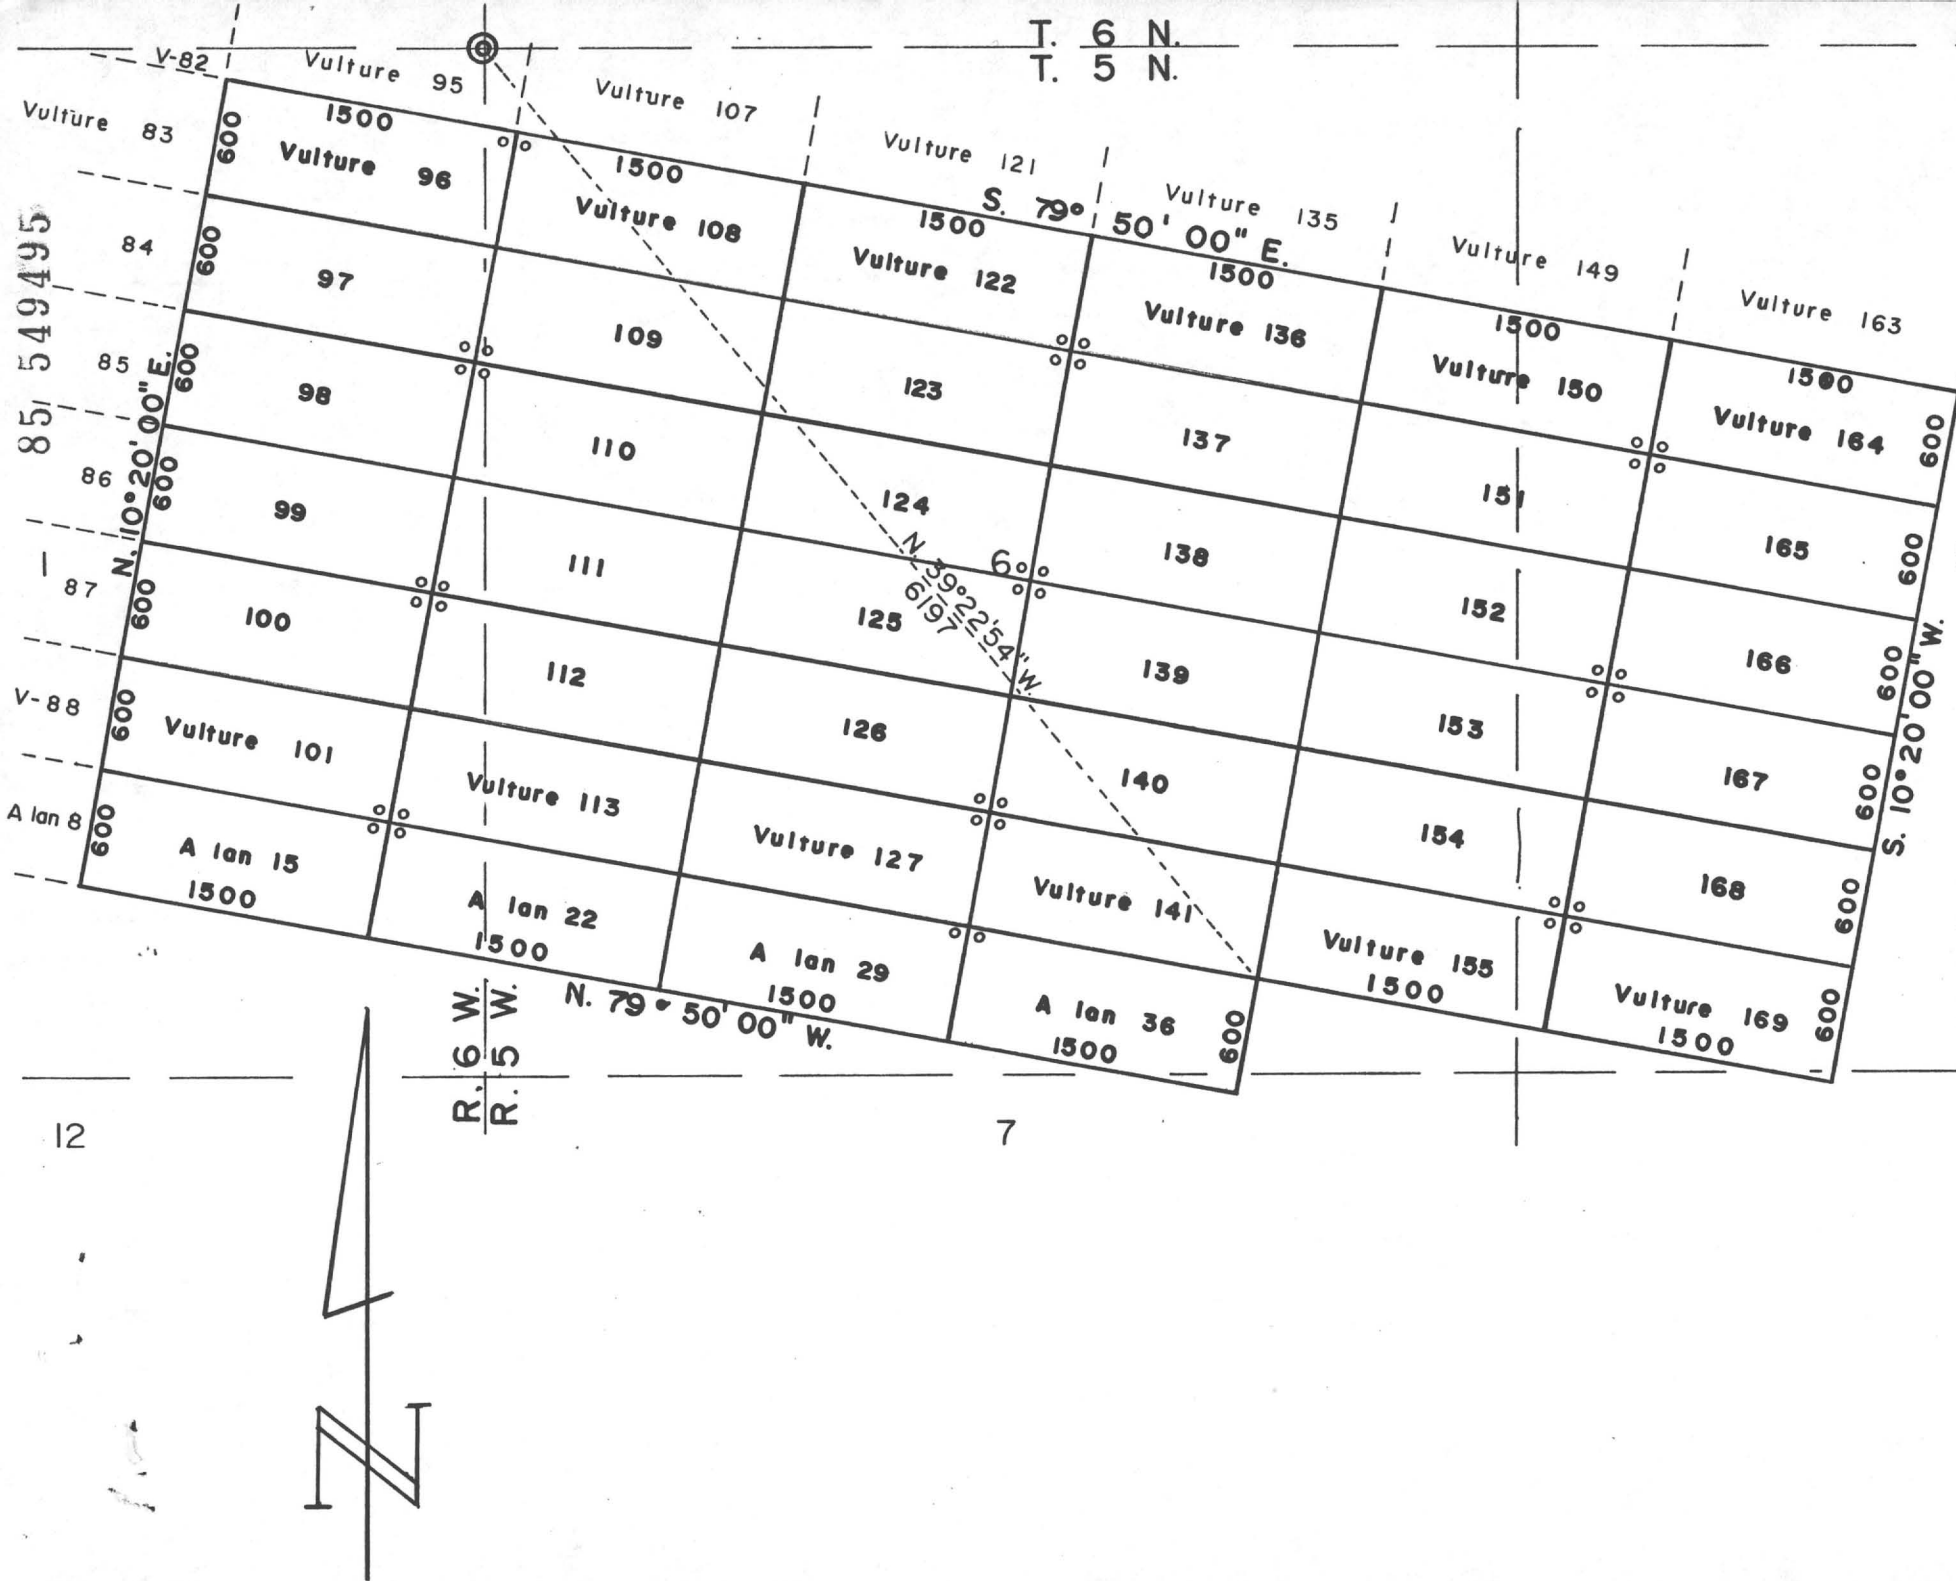 T. 6 N.
T. 5 N.
V-82
Vulture 95
Vulture 107
Vulture 121
Vulture 135
Vulture 149
Vulture 163
Vulture 83
84
85
86
87
V-88
A lan 8
85 549495
N. 10° 20' 00" E.
S. 79° 50' 00" E.
1500
1500
1500
1500
1500
1500
600
600
600
600
600
600
600
Vulture 96
97
98
99
100
Vulture 101
A lan 15
1500
Vulture 108
109
110
111
112
Vulture 113
A lan 22
1500
Vulture 122
123
124
125
126
Vulture 127
A lan 29
1500
Vulture 136
137
138
139
140
Vulture 141
A lan 36
1500
600
Vulture 150
151
152
153
154
Vulture 155
1500
Vulture 164
165
166
167
168
Vulture 169
1500
600
600
600
600
600
600
S. 10° 20' 00" W.
N. 39° 22' 54" W.
6197
6
N. 79° 50' 00" W.
R. 6 W.
R. 5 W.
1
12
7
N